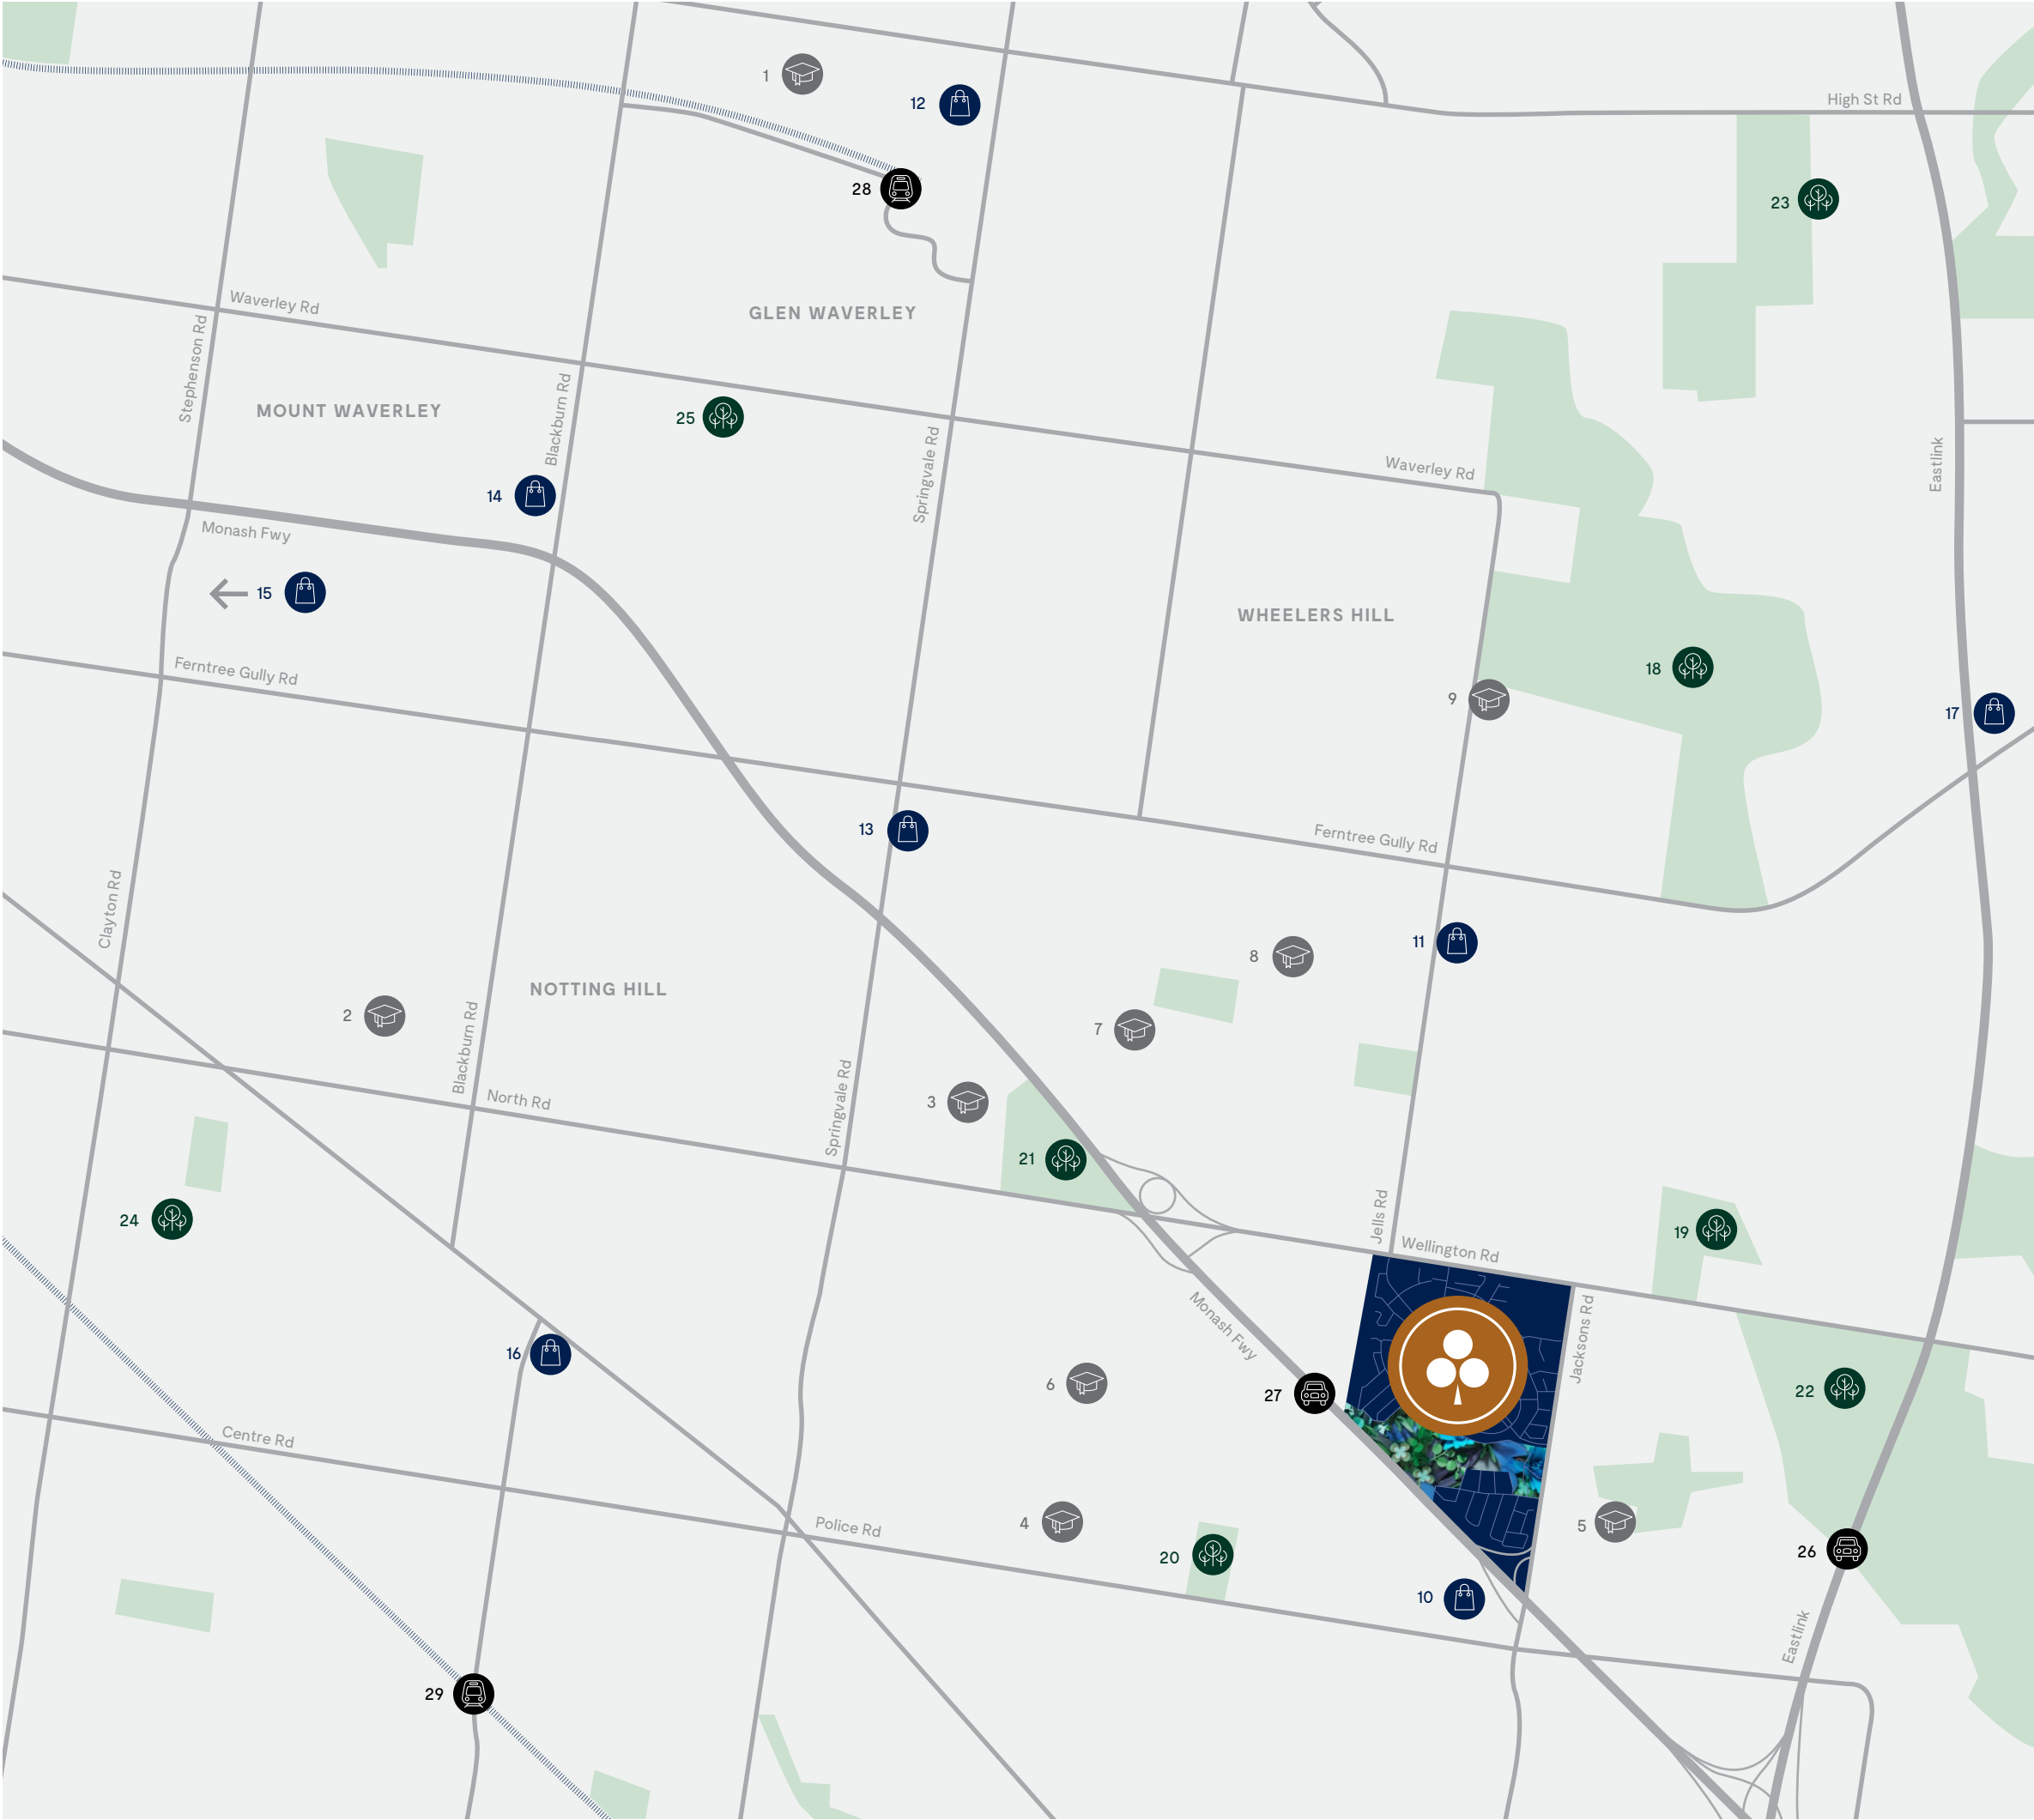 High St Rd
1
12
28
23
Waverley Rd
GLEN WAVERLEY
Stephenson Rd
MOUNT WAVERLEY
Blackburn Rd
25
Springvale Rd
Waverley Rd
Eastlink
14
Monash Fwy
15
WHEELERS HILL
Ferntree Gully Rd
18
9
17
13
Ferntree Gully Rd
Clayton Rd
11
8
NOTTING HILL
2
7
Blackburn Rd
North Rd
3
Springvale Rd
21
24
Jells Rd
Wellington Rd
19
Monash Fwy
Jacksons Rd
16
6
27
22
Centre Rd
Police Rd
4
5
20
26
10
Eastlink
29